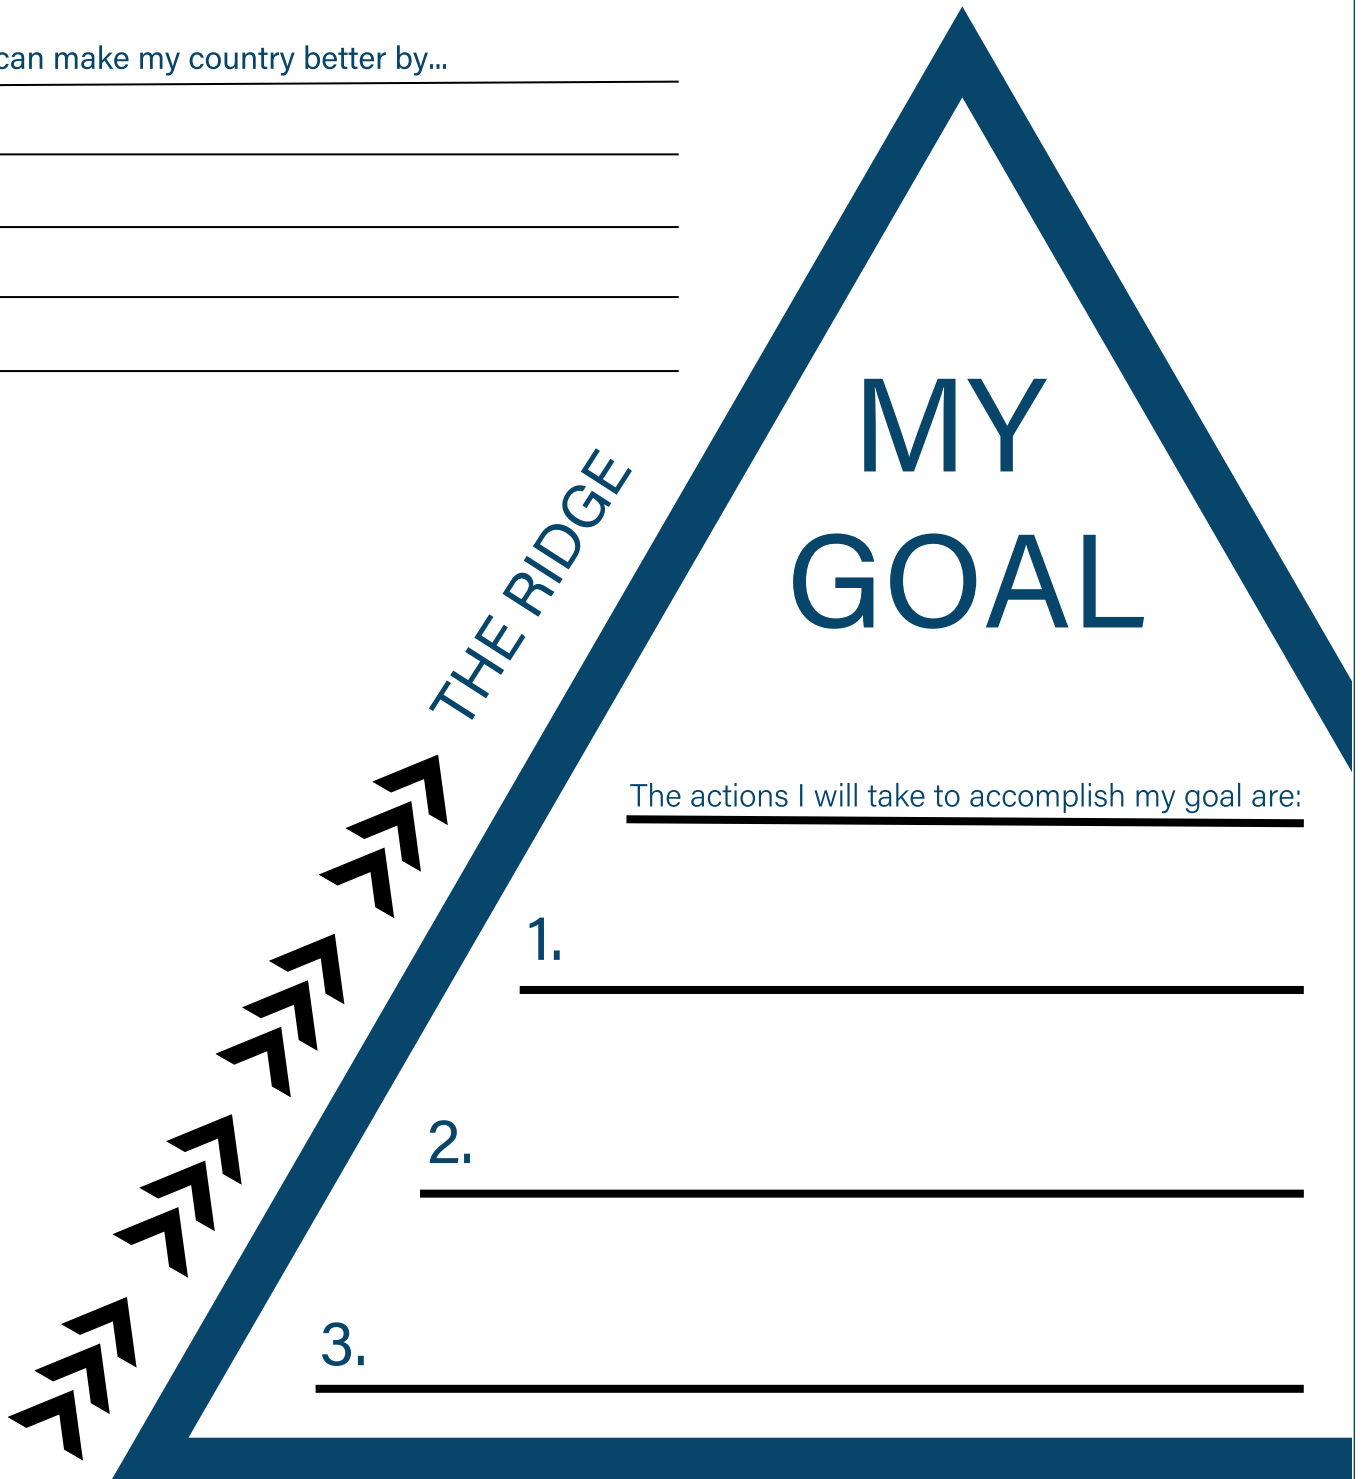 can make my country better by...
MY
GOAL
THE RIDGE
The actions I will take to accomplish my goal are:
1.
2.
3.